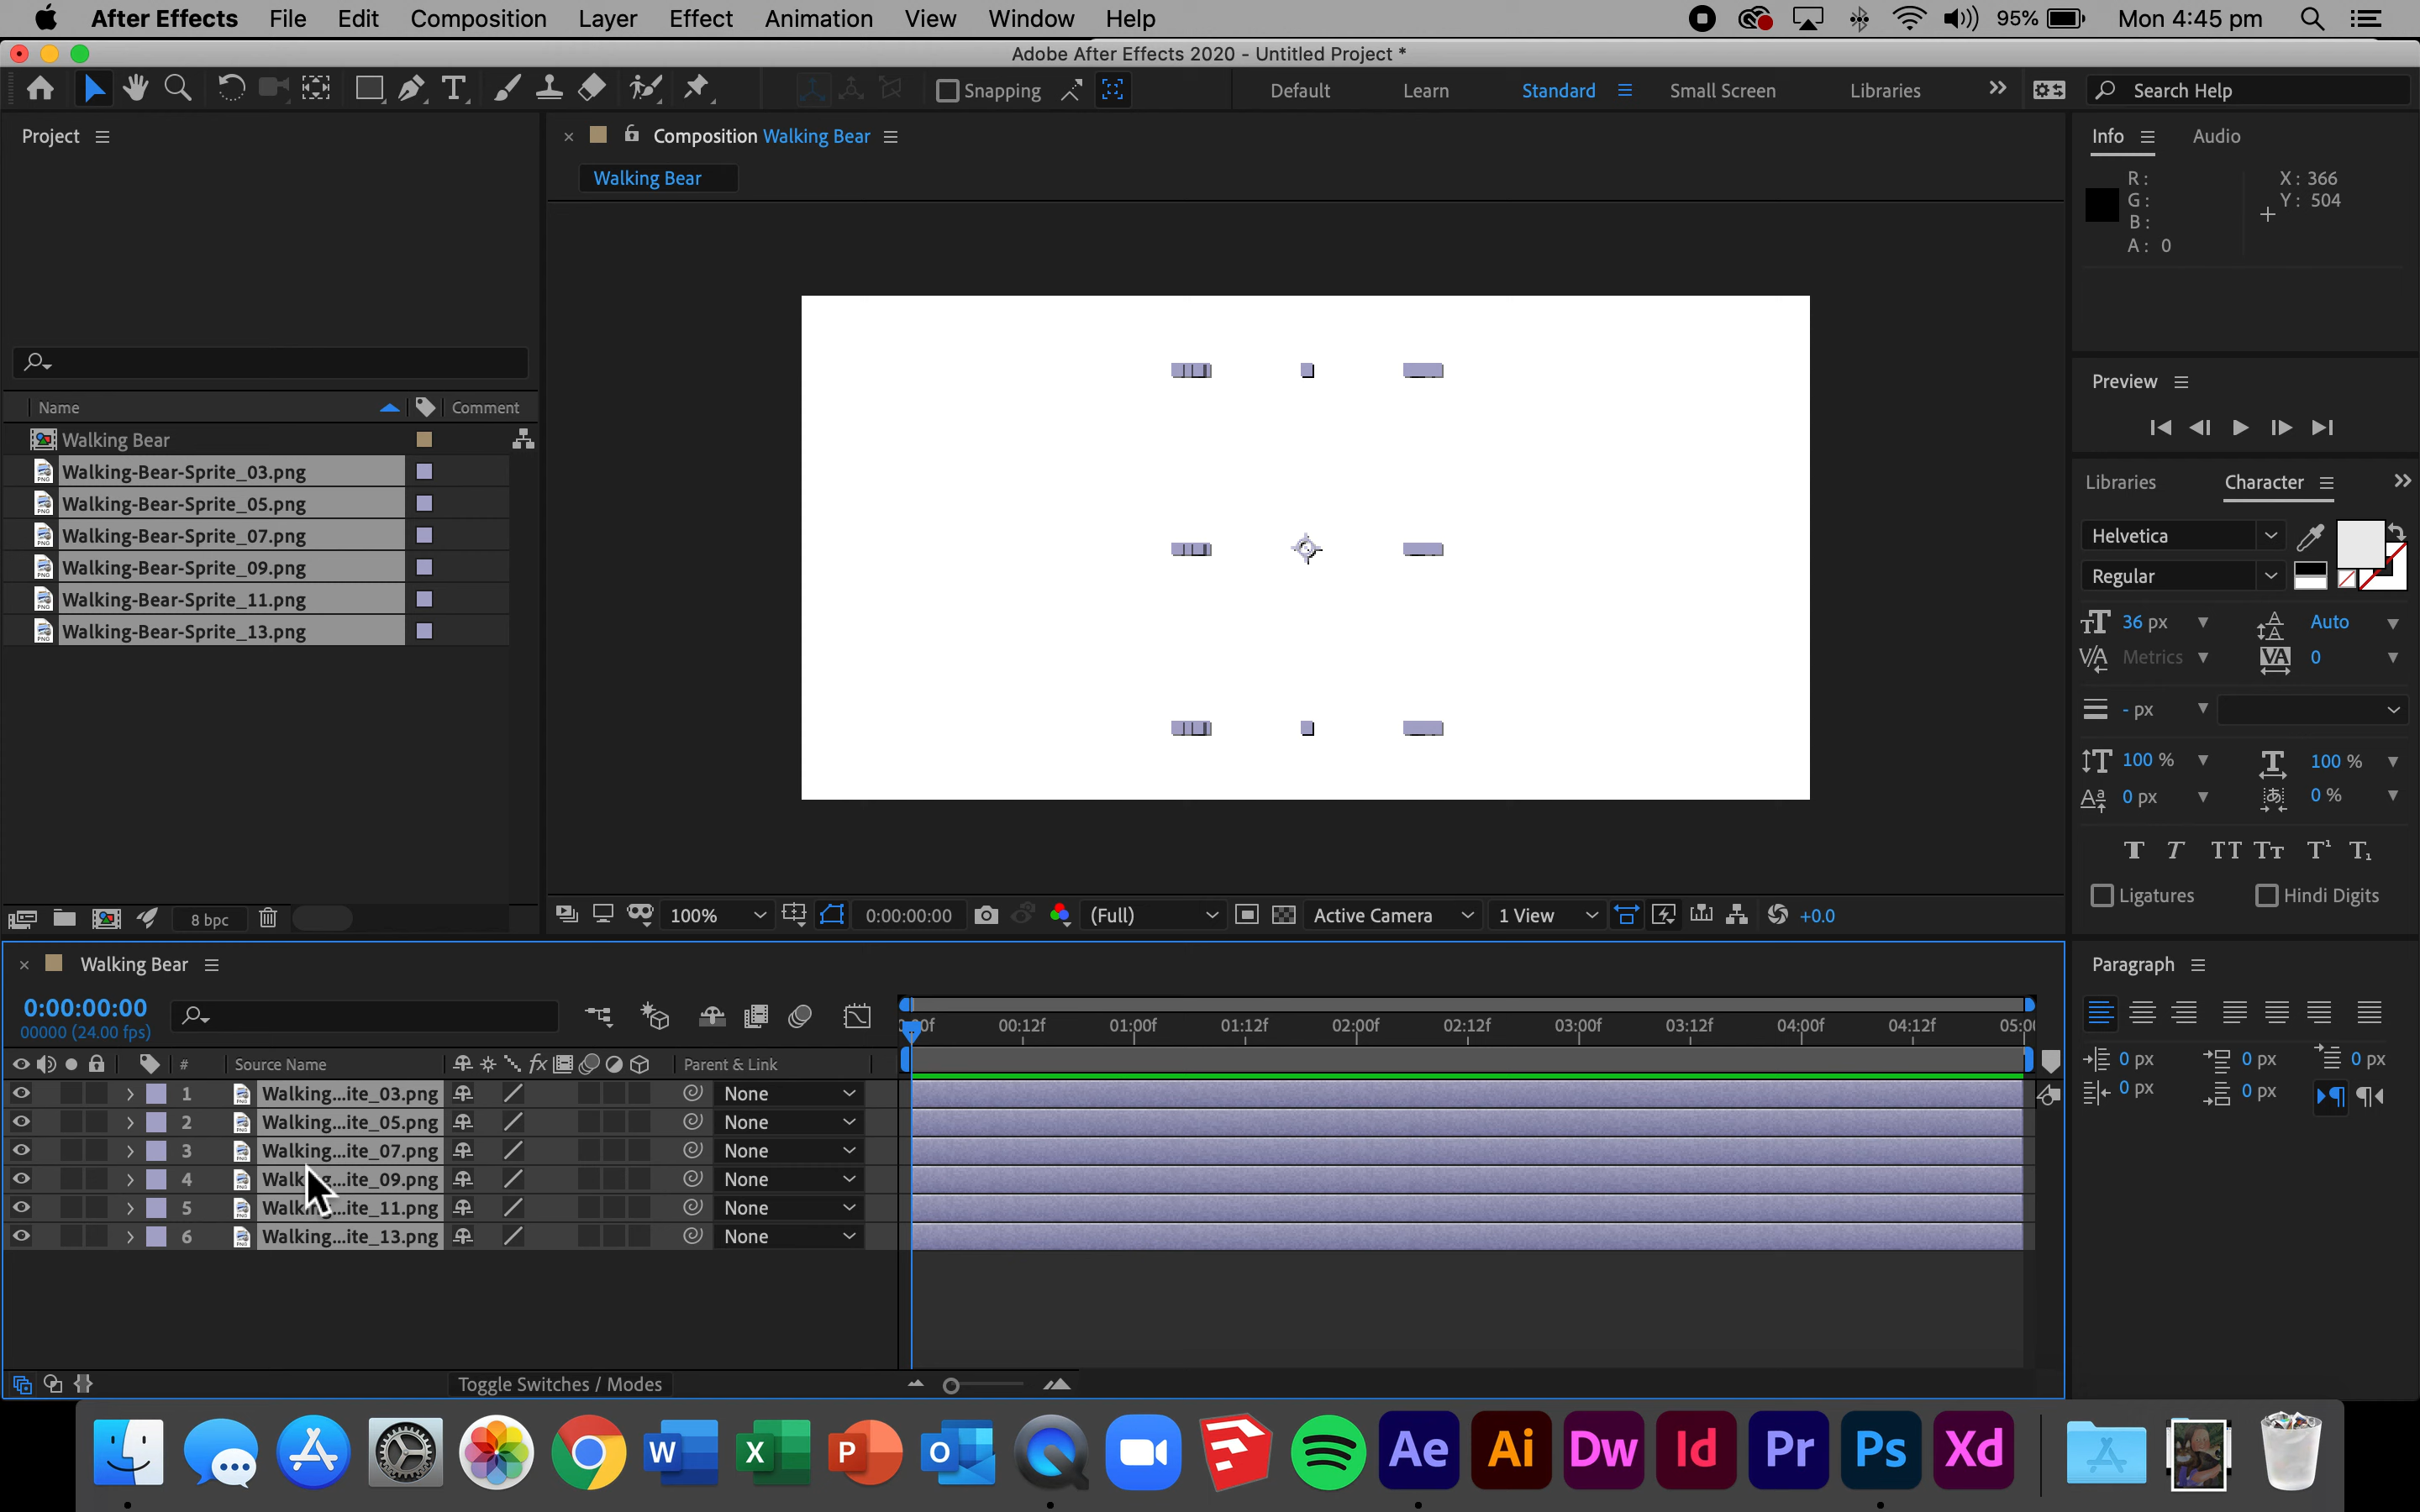 After Effects File Edit Composition Layer Effect Animation View Window Help 95% Mon 4:45 pm
Adobe After Effects 2020 - Untitled Project *
Snapping Default Learn Standard Small Screen Libraries Search Help
Project
Composition Walking Bear
Info Audio
Walking Bear
R:
G:
B:
A: 0
X: 366
Y: 504
Preview
Name Comment
Walking Bear
Walking-Bear-Sprite_03.png
Walking-Bear-Sprite_05.png
Walking-Bear-Sprite_07.png
Walking-Bear-Sprite_09.png
Walking-Bear-Sprite_11.png
Walking-Bear-Sprite_13.png
Libraries Character
Helvetica
Regular
36 px Auto
Metrics 0
- px
100 % 100 %
0 px 0 %
Ligatures Hindi Digits
8 bpc
100% 0:00:00:00 (Full) Active Camera 1 View +0.0
Walking Bear
0:00:00:00
00000 (24.00 fps)
00:12f 01:00f 01:12f 02:00f 02:12f 03:00f 03:12f 04:00f 04:12f
# Source Name Parent & Link
1 Walking...ite_03.png None
2 Walking...ite_05.png None
3 Walking...ite_07.png None
4 Walking...ite_09.png None
5 Walking...ite_11.png None
6 Walking...ite_13.png None
Toggle Switches / Modes
Paragraph
0 px 0 px 0 px
0 px 0 px
W X P O Ae Ai Dw Id Pr Ps Xd